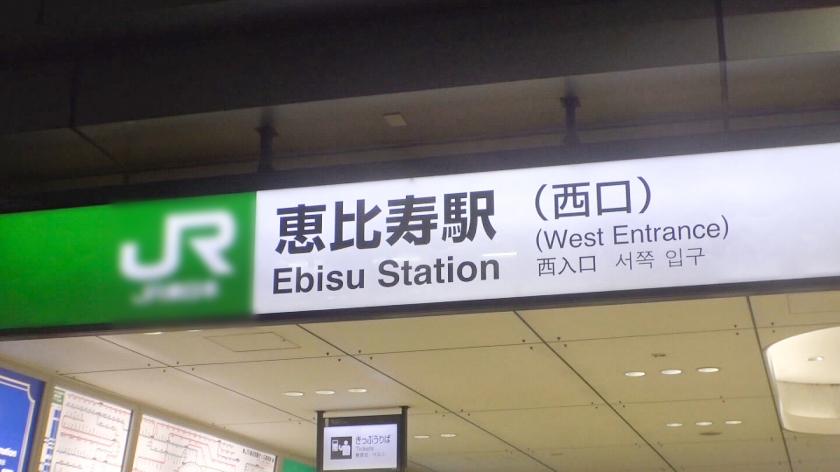 JR
恵比寿駅 (西口)
Ebisu Station (West Entrance)
西入口 서쪽 입구
きっぷうりば
Tickets